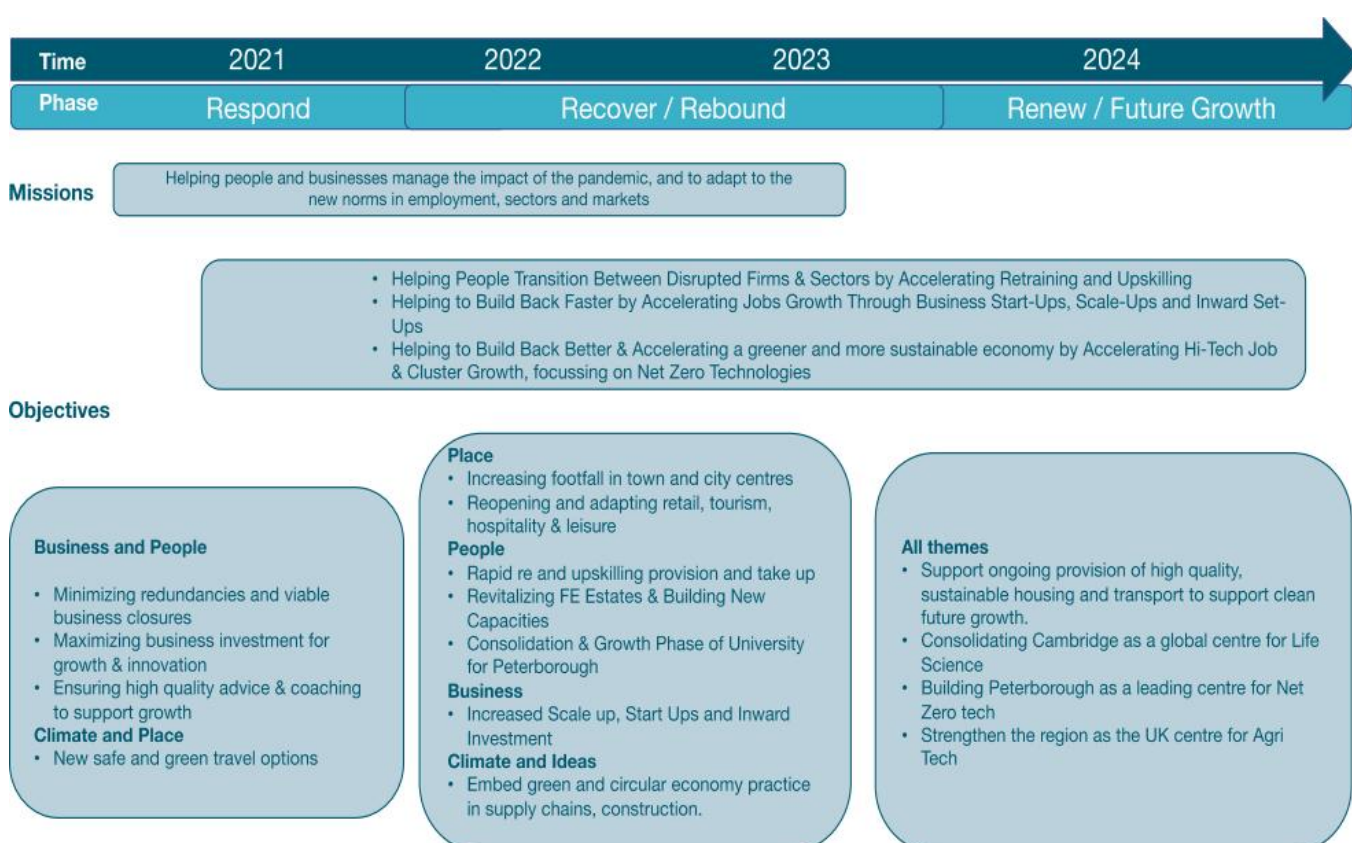 Time 2021 2022 2023 2024
Phase Respond Recover / Rebound Renew / Future Growth
Missions
Helping people and businesses manage the impact of the pandemic, and to adapt to the
new norms in employment, sectors and markets
• Helping People Transition Between Disrupted Firms & Sectors by Accelerating Retraining and Upskilling
• Helping to Build Back Faster by Accelerating Jobs Growth Through Business Start-Ups, Scale-Ups and Inward Set-
Ups
• Helping to Build Back Better & Accelerating a greener and more sustainable economy by Accelerating Hi-Tech Job
& Cluster Growth, focussing on Net Zero Technologies
Objectives
Business and People
• Minimizing redundancies and viable
business closures
• Maximizing business investment for
growth & innovation
• Ensuring high quality advice & coaching
to support growth
Climate and Place
• New safe and green travel options
Place
• Increasing footfall in town and city centres
• Reopening and adapting retail, tourism,
hospitality & leisure
People
• Rapid re and upskilling provision and take up
• Revitalizing FE Estates & Building New
Capacities
• Consolidation & Growth Phase of University
for Peterborough
Business
• Increased Scale up, Start Ups and Inward
Investment
Climate and Ideas
• Embed green and circular economy practice
in supply chains, construction.
All themes
• Support ongoing provision of high quality,
sustainable housing and transport to support clean
future growth.
• Consolidating Cambridge as a global centre for Life
Science
• Building Peterborough as a leading centre for Net
Zero tech
• Strengthen the region as the UK centre for Agri
Tech